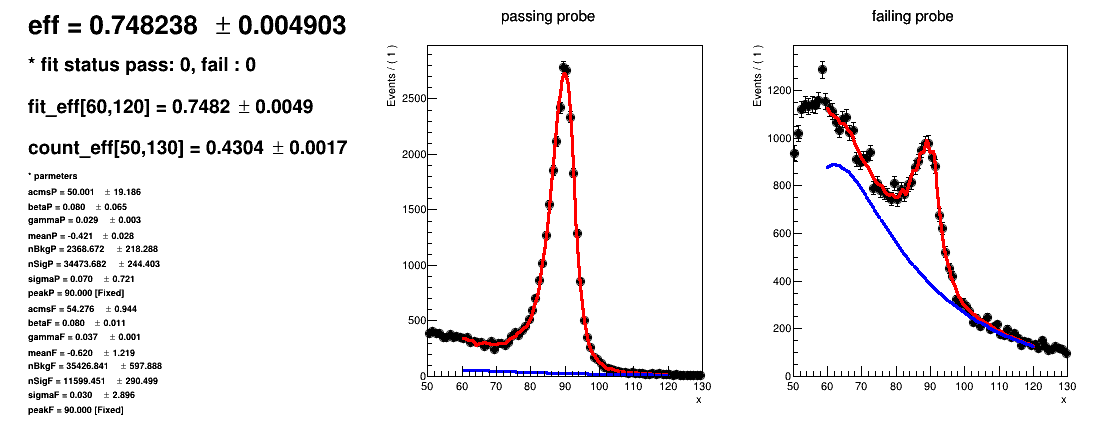 eff = 0.748238 ± 0.004903
* fit status pass: 0, fail : 0
fit_eff[60,120] = 0.7482 ± 0.0049
count_eff[50,130] = 0.4304 ± 0.0017
* parmeters
acmsP = 50.001 ± 19.186
betaP = 0.080 ± 0.065
gammaP = 0.029 ± 0.003
meanP = -0.421 ± 0.028
nBkgP = 2368.672 ± 218.288
nSigP = 34473.682 ± 244.403
sigmaP = 0.070 ± 0.721
peakP = 90.000 [Fixed]
acmsF = 54.276 ± 0.944
betaF = 0.080 ± 0.011
gammaF = 0.037 ± 0.001
meanF = -0.620 ± 1.219
nBkgF = 35426.841 ± 597.888
nSigF = 11599.451 ± 290.499
sigmaF = 0.030 ± 2.896
peakF = 90.000 [Fixed]
passing probe
Events / ( 1 )
2500
2000
1500
1000
500
0
50 60 70 80 90 100 110 120 130
x
failing probe
Events / ( 1 )
1200
1000
800
600
400
200
0
50 60 70 80 90 100 110 120 130
x